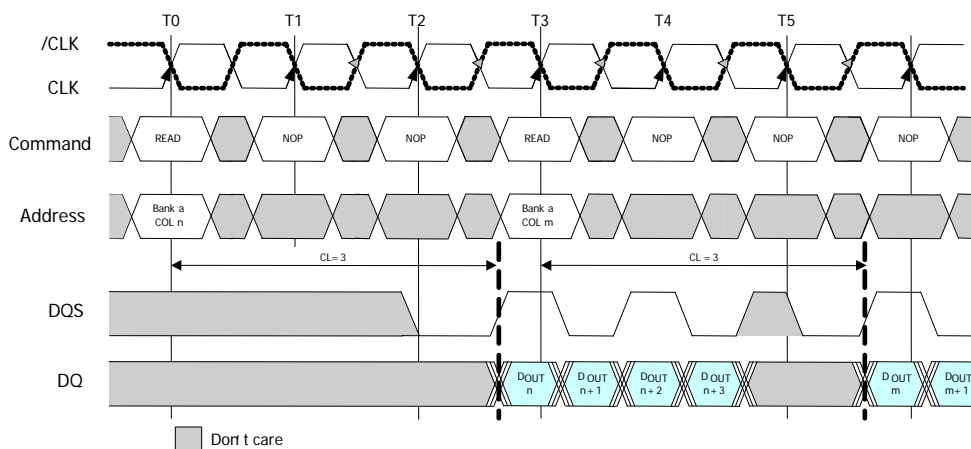 T0 T1 T2 T3 T4 T5
/CLK
CLK
Command READ NOP NOP READ NOP NOP NOP
Address Bank a COL n Bank a COL m
CL= 3 CL = 3
DQS
DQ DOUT n DOUT n+1 DOUT n+2 DOUT n+3 DOUT m DOUT m+1
Don't care